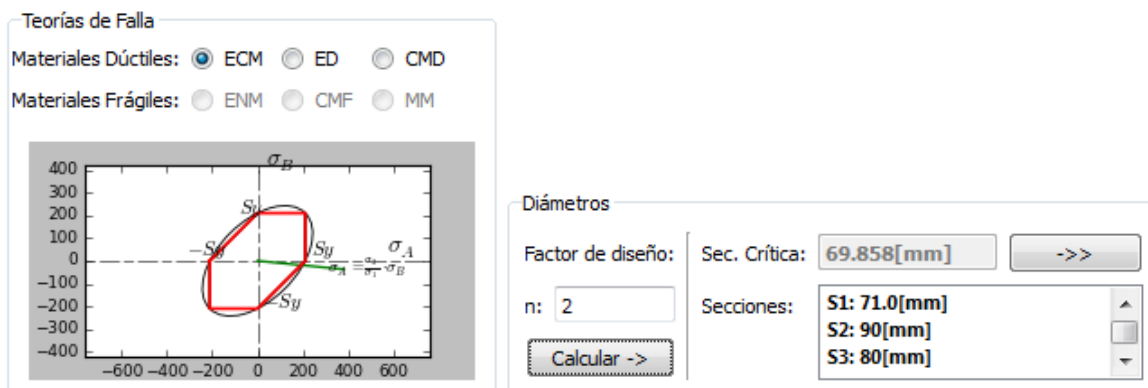 Teorías de Falla
Materiales Dúctiles: ECM ED CMD
Materiales Frágiles: ENM CMF MM
σ_B
400
300
200
100
0
−100
−200
−300
−400
Sy
−Sy
Sy
σ_A
−Sy
−600 −400 −200 0 200 400 600
Diámetros
Factor de diseño:
n: 2
Calcular ->
Sec. Crítica: 69.858[mm] ->>
Secciones:
S1: 71.0[mm]
S2: 90[mm]
S3: 80[mm]